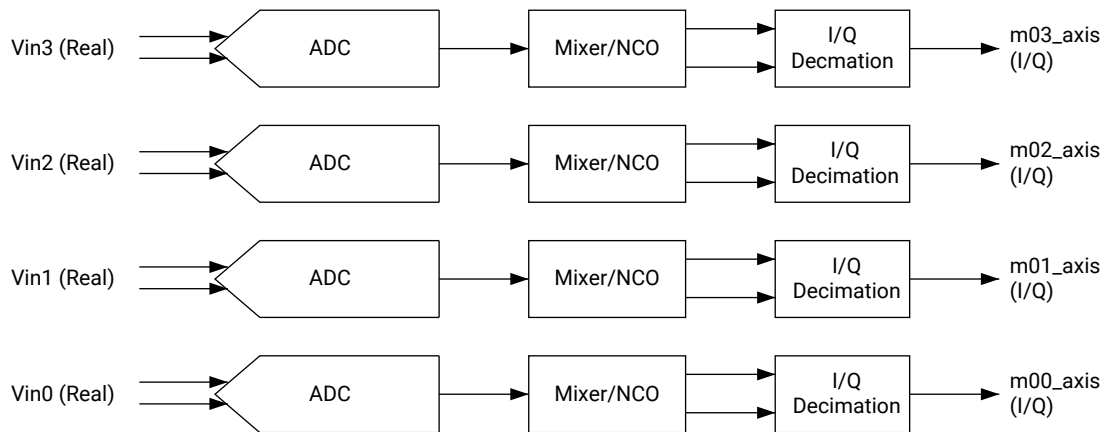 Vin3 (Real)
ADC
Mixer/NCO
I/Q
Decmation
m03_axis
(I/Q)
Vin2 (Real)
ADC
Mixer/NCO
I/Q
Decimation
m02_axis
(I/Q)
Vin1 (Real)
ADC
Mixer/NCO
I/Q
Decimation
m01_axis
(I/Q)
Vin0 (Real)
ADC
Mixer/NCO
I/Q
Decimation
m00_axis
(I/Q)